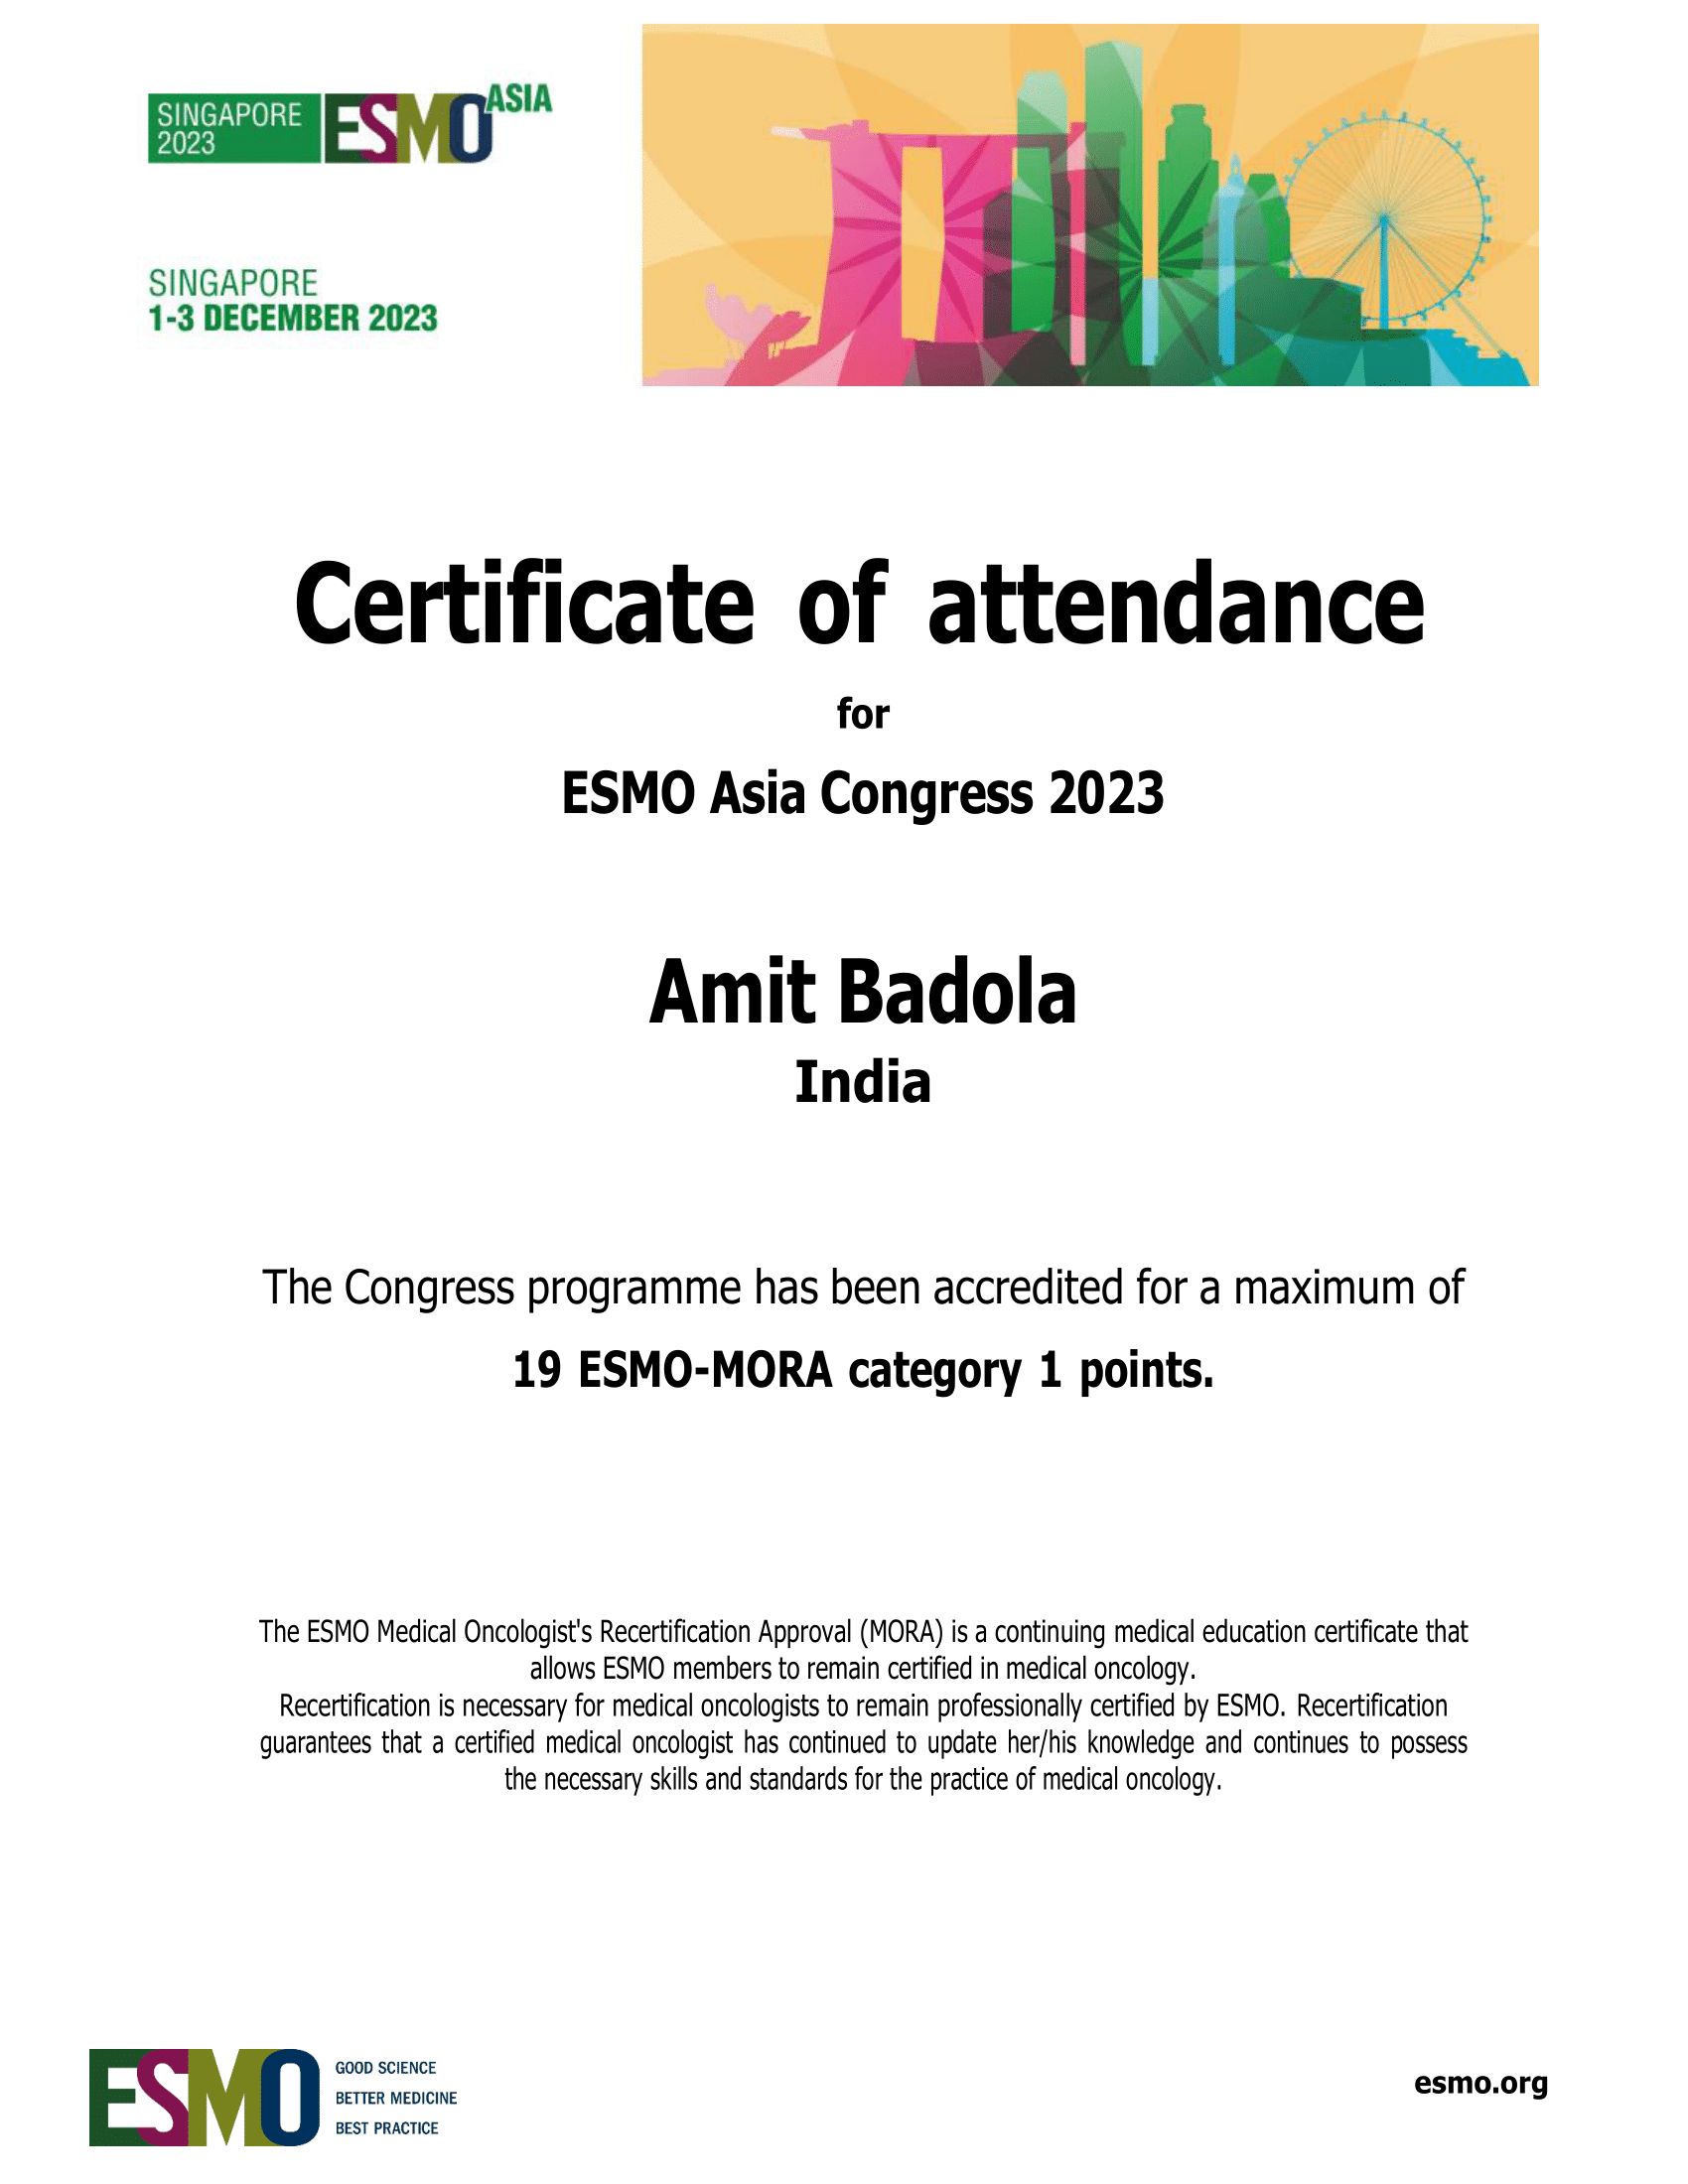 SINGAPORE
2023
ESMO ASIA
SINGAPORE
1-3 DECEMBER 2023
Certificate of attendance
for
ESMO Asia Congress 2023
Amit Badola
India
The Congress programme has been accredited for a maximum of
19 ESMO-MORA category 1 points.
The ESMO Medical Oncologist's Recertification Approval (MORA) is a continuing medical education certificate that
allows ESMO members to remain certified in medical oncology.
Recertification is necessary for medical oncologists to remain professionally certified by ESMO. Recertification
guarantees that a certified medical oncologist has continued to update her/his knowledge and continues to possess
the necessary skills and standards for the practice of medical oncology.
ESMO
GOOD SCIENCE
BETTER MEDICINE
BEST PRACTICE
esmo.org